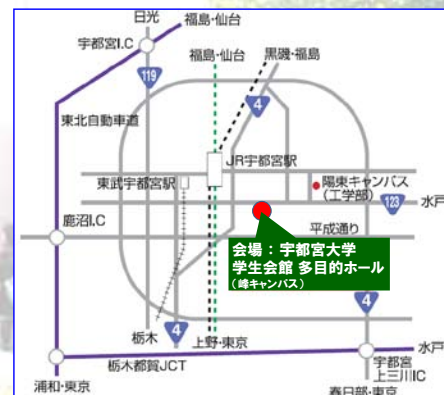 日光
福島・仙台
宇都宮I.C
福島・仙台
黒磯・福島
119
4
東北自動車道
JR宇都宮駅
東武宇都宮駅
陽東キャンパス
(工学部)
123
水戸
鹿沼I.C
平成通り
会場：宇都宮大学
学生会館 多目的ホール
(峰キャンパス)
4
4
栃木
上野・東京
水戸
栃木都賀JCT
宇都宮
上三川IC
浦和・東京
春日部・東京